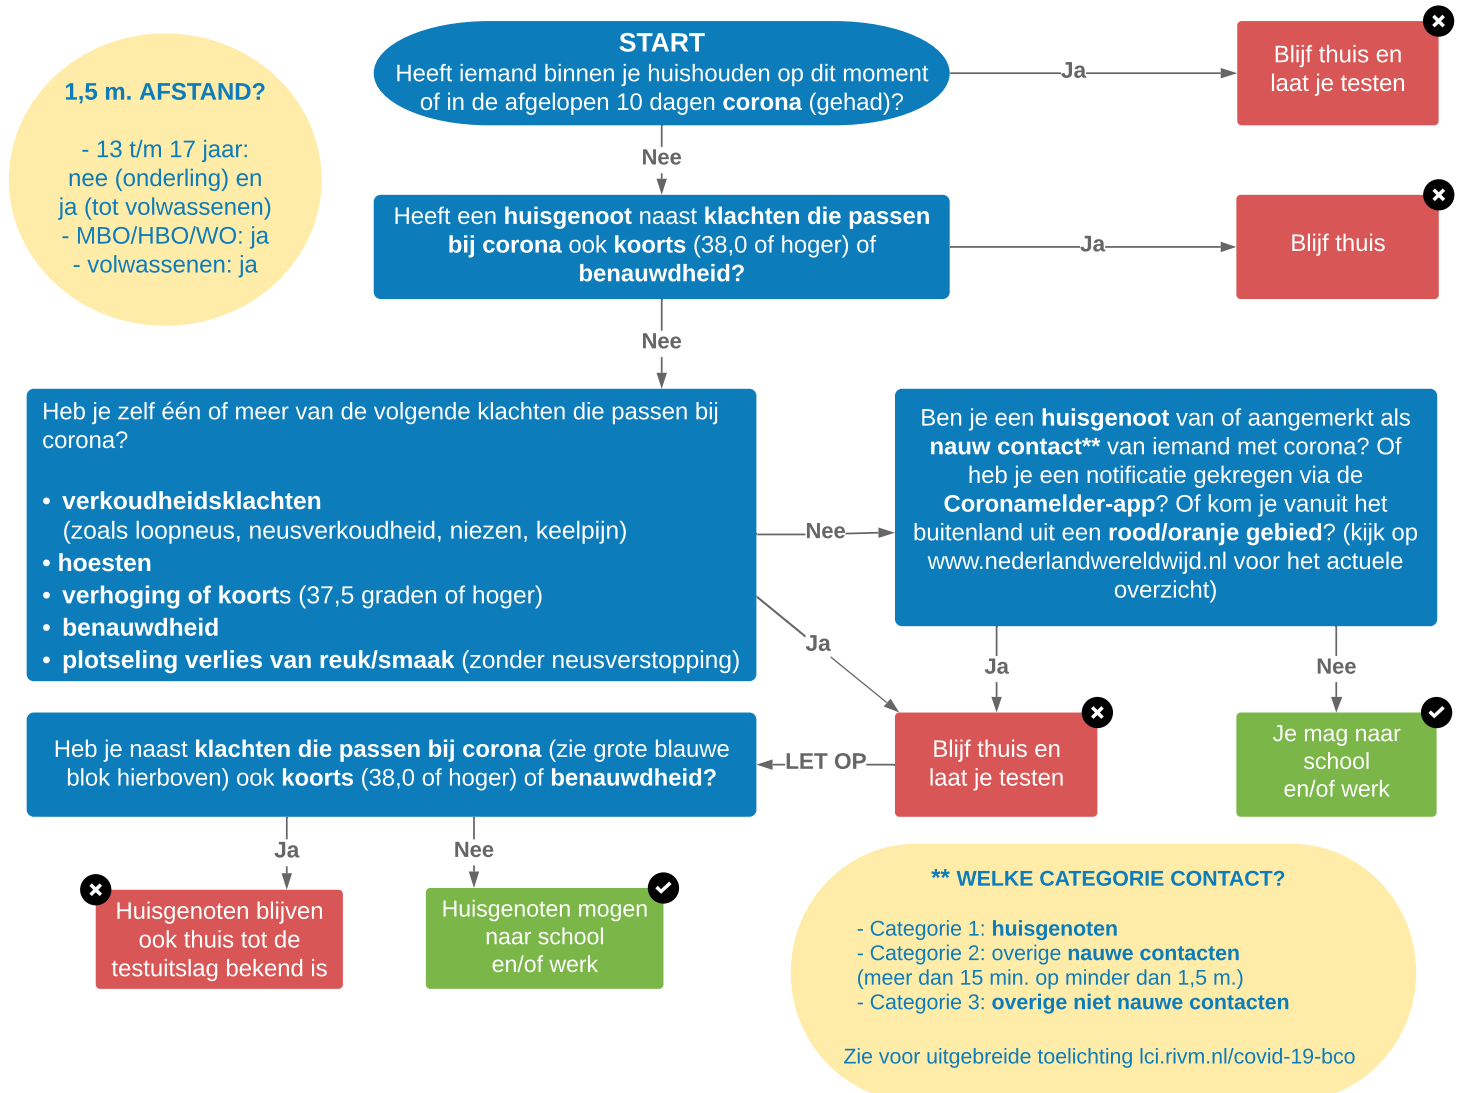 1,5 m. AFSTAND?
- 13 t/m 17 jaar:
nee (onderling) en
ja (tot volwassenen)
- MBO/HBO/WO: ja
- volwassenen: ja
START
Heeft iemand binnen je huishouden op dit moment
of in de afgelopen 10 dagen corona (gehad)?
Ja
Blijf thuis en
laat je testen
Nee
Heeft een huisgenoot naast klachten die passen
bij corona ook koorts (38,0 of hoger) of
benauwdheid?
Ja
Blijf thuis
Nee
Heb je zelf één of meer van de volgende klachten die passen bij
corona?
• verkoudheidsklachten
(zoals loopneus, neusverkoudheid, niezen, keelpijn)
• hoesten
• verhoging of koorts (37,5 graden of hoger)
• benauwdheid
• plotseling verlies van reuk/smaak (zonder neusverstopping)
Nee
Ja
Ben je een huisgenoot van of aangemerkt als
nauw contact** van iemand met corona? Of
heb je een notificatie gekregen via de
Coronamelder-app? Of kom je vanuit het
buitenland uit een rood/oranje gebied? (kijk op
www.nederlandwereldwijd.nl voor het actuele
overzicht)
Ja
Nee
Blijf thuis en
laat je testen
Je mag naar
school
en/of werk
LET OP
Heb je naast klachten die passen bij corona (zie grote blauwe
blok hierboven) ook koorts (38,0 of hoger) of benauwdheid?
Ja
Nee
Huisgenoten blijven
ook thuis tot de
testuitslag bekend is
Huisgenoten mogen
naar school
en/of werk
** WELKE CATEGORIE CONTACT?
- Categorie 1: huisgenoten
- Categorie 2: overige nauwe contacten
(meer dan 15 min. op minder dan 1,5 m.)
- Categorie 3: overige niet nauwe contacten
Zie voor uitgebreide toelichting lci.rivm.nl/covid-19-bco